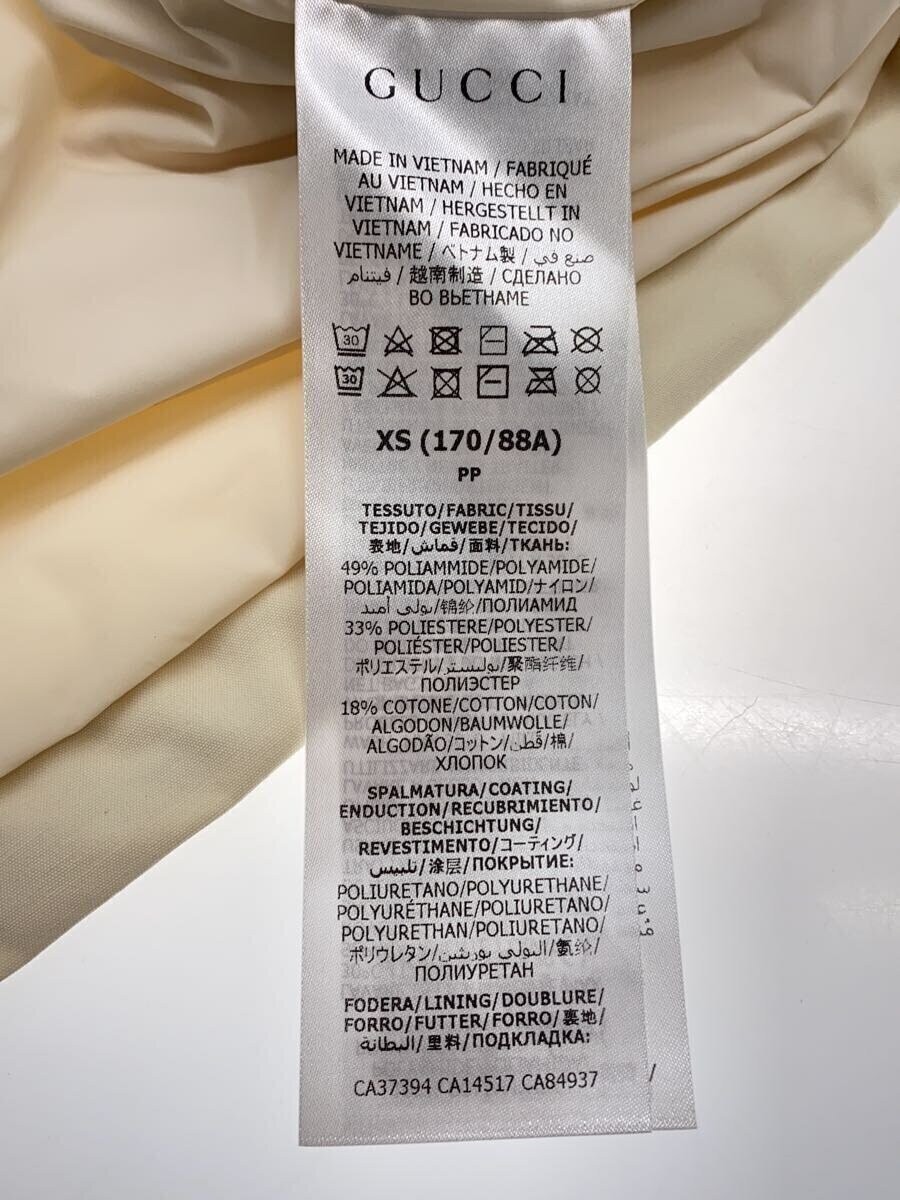 GUCCI
MADE IN VIETNAM / FABRIQUÉ
AU VIETNAM / HECHO EN
VIETNAM / HERGESTELLT IN
VIETNAM / FABRICADO NO
VIETNAME / ベトナム製 / صنع في
فيتنام / 越南制造 / СДЕЛАНО
ВО ВЬЕТНАМЕ
30
30
XS (170/88A)
PP
TESSUTO/FABRIC/TISSU/
TEJIDO/GEWEBE/TECIDO/
表地/قماش/面料/ТКАНЬ:
49% POLIAMMIDE/POLYAMIDE/
POLIAMIDA/POLYAMID/ナイロン/
بولي أميد/锦纶/ПОЛИАМИД
33% POLIESTERE/POLYESTER/
POLIÉSTER/POLIESTER/
ポリエステル/بوليستر/聚酯纤维/
ПОЛИЭСТЕР
18% COTONE/COTTON/COTON/
ALGODON/BAUMWOLLE/
ALGODÃO/コットン/قطن/棉/
ХЛОПОК
SPALMATURA/COATING/
ENDUCTION/RECUBRIMIENTO/
BESCHICHTUNG/
REVESTIMENTO/コーティング/
تلبيس/涂层/ПОКРЫТИЕ:
POLIURETANO/POLYURETHANE/
POLYURÉTHANE/POLIURETANO/
POLYURETHAN/POLIURETANO/
ポリウレタン/البولي يوريثين/氨纶/
ПОЛИУРЕТАН
FODERA/LINING/DOUBLURE/
FORRO/FUTTER/FORRO/裏地/
البطانة/里料/ПОДКЛАДКА:
CA37394 CA14517 CA84937